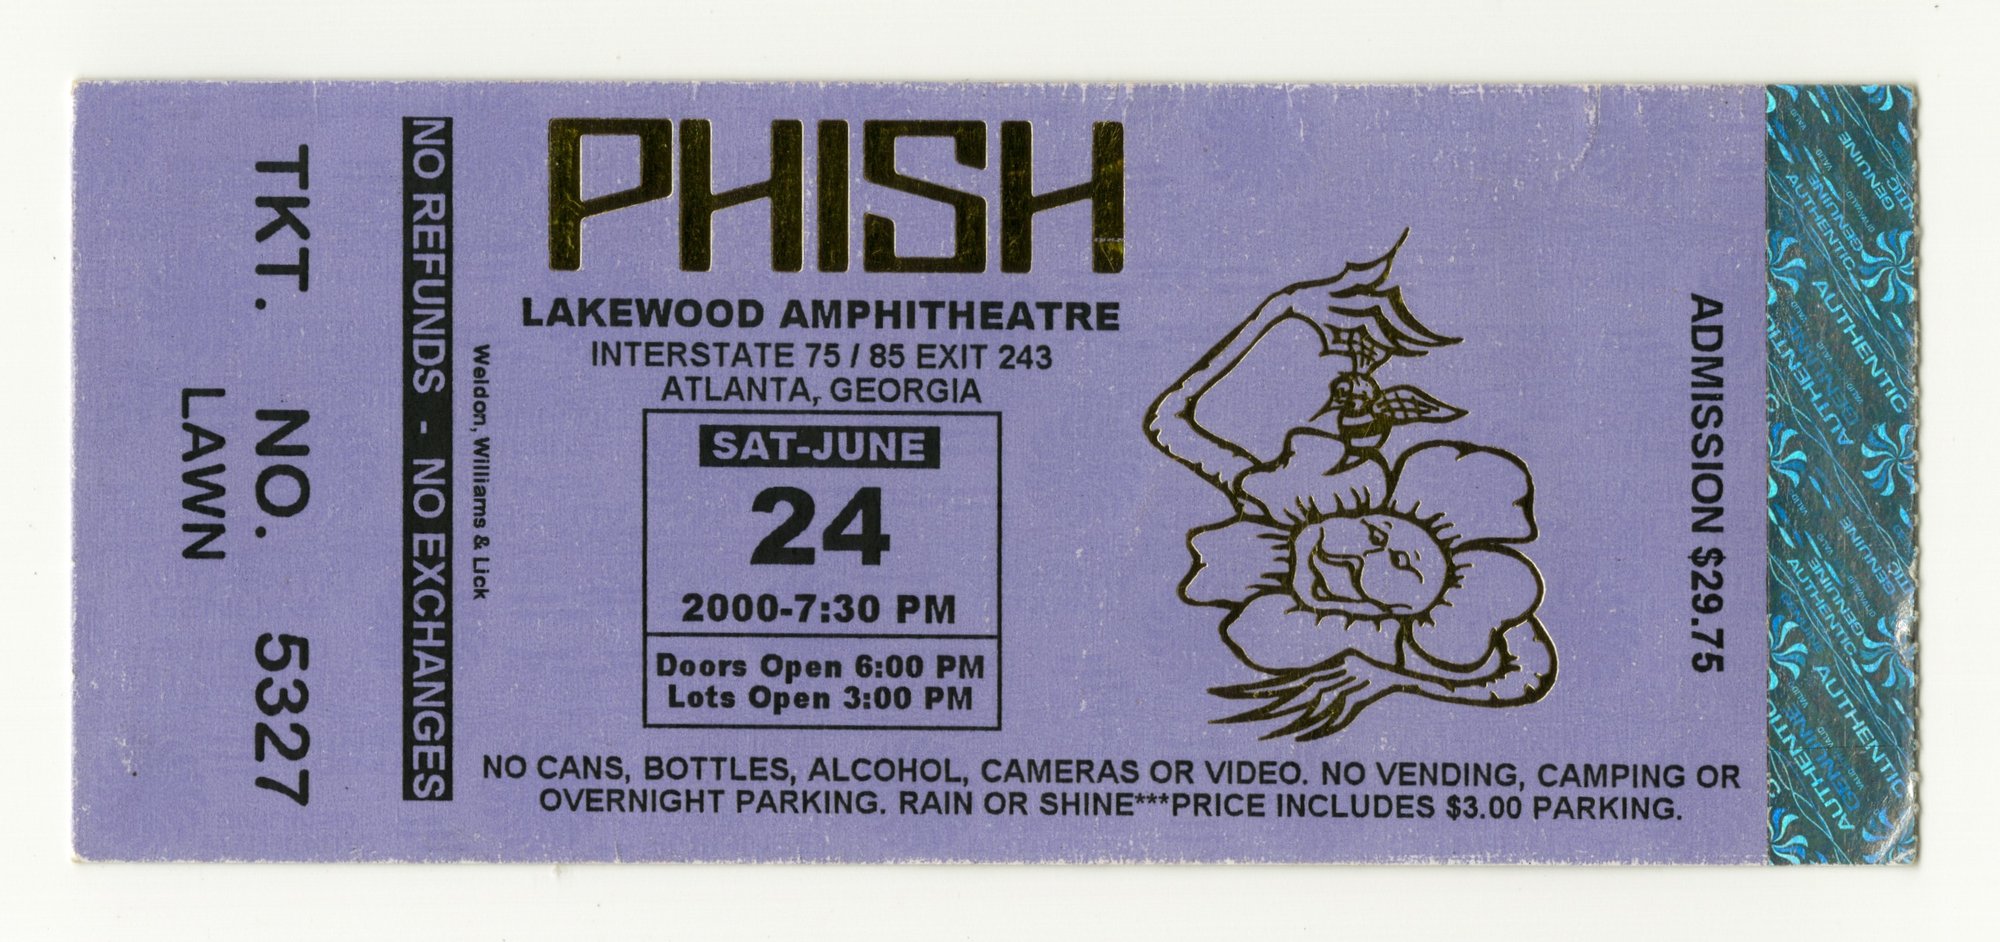 TKT. NO. 5327
LAWN
NO REFUNDS - NO EXCHANGES
Weldon, Williams & Lick
PHISH
LAKEWOOD AMPHITHEATRE
INTERSTATE 75 / 85 EXIT 243
ATLANTA, GEORGIA
SAT-JUNE
24
2000-7:30 PM
Doors Open 6:00 PM
Lots Open 3:00 PM
NO CANS, BOTTLES, ALCOHOL, CAMERAS OR VIDEO. NO VENDING, CAMPING OR
OVERNIGHT PARKING. RAIN OR SHINE***PRICE INCLUDES $3.00 PARKING.
ADMISSION $29.75
AUTHENTIC
GENUINE
VALID